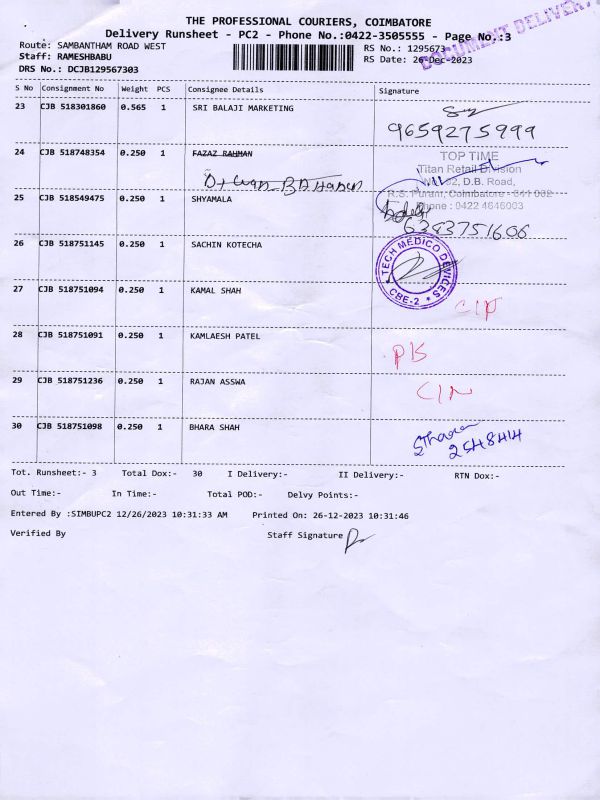 THE PROFESSIONAL COURIERS, COIMBATORE
Delivery Runsheet - PC2 - Phone No.:0422-3505555 - Page No.:3
DOCUMENT DELIVERY
Route: SAMBANTHAM ROAD WEST
RS No.: 1295673
Staff: RAMESHBABU
RS Date: 26-Dec-2023
DRS No.: DCJB129567303
S No Consignment No Weight PCS Consignee Details Signature
23 CJB 518301860 0.565 1 SRI BALAJI MARKETING
9659275999
24 CJB 518748354 0.250 1 FAZAZ RAHMAN
TOP TIME
Titan Retail Division
D.B. Road,
R.S. Puram, Coimbatore - 641 002
Phone : 0422 4646003
25 CJB 518549475 0.250 1 SHYAMALA
6383751606
26 CJB 518751145 0.250 1 SACHIN KOTECHA
TECH MEDICO DEVICES
CBE-2
27 CJB 518751094 0.250 1 KAMAL SHAH
28 CJB 518751091 0.250 1 KAMLAESH PATEL
29 CJB 518751236 0.250 1 RAJAN ASSWA
30 CJB 518751098 0.250 1 BHARA SHAH
2548414
Tot. Runsheet:- 3 Total Dox:- 30 I Delivery:- II Delivery:- RTN Dox:-
Out Time:- In Time:- Total POD:- Delvy Points:-
Entered By :SIMBUPC2 12/26/2023 10:31:33 AM Printed On: 26-12-2023 10:31:46
Verified By Staff Signature